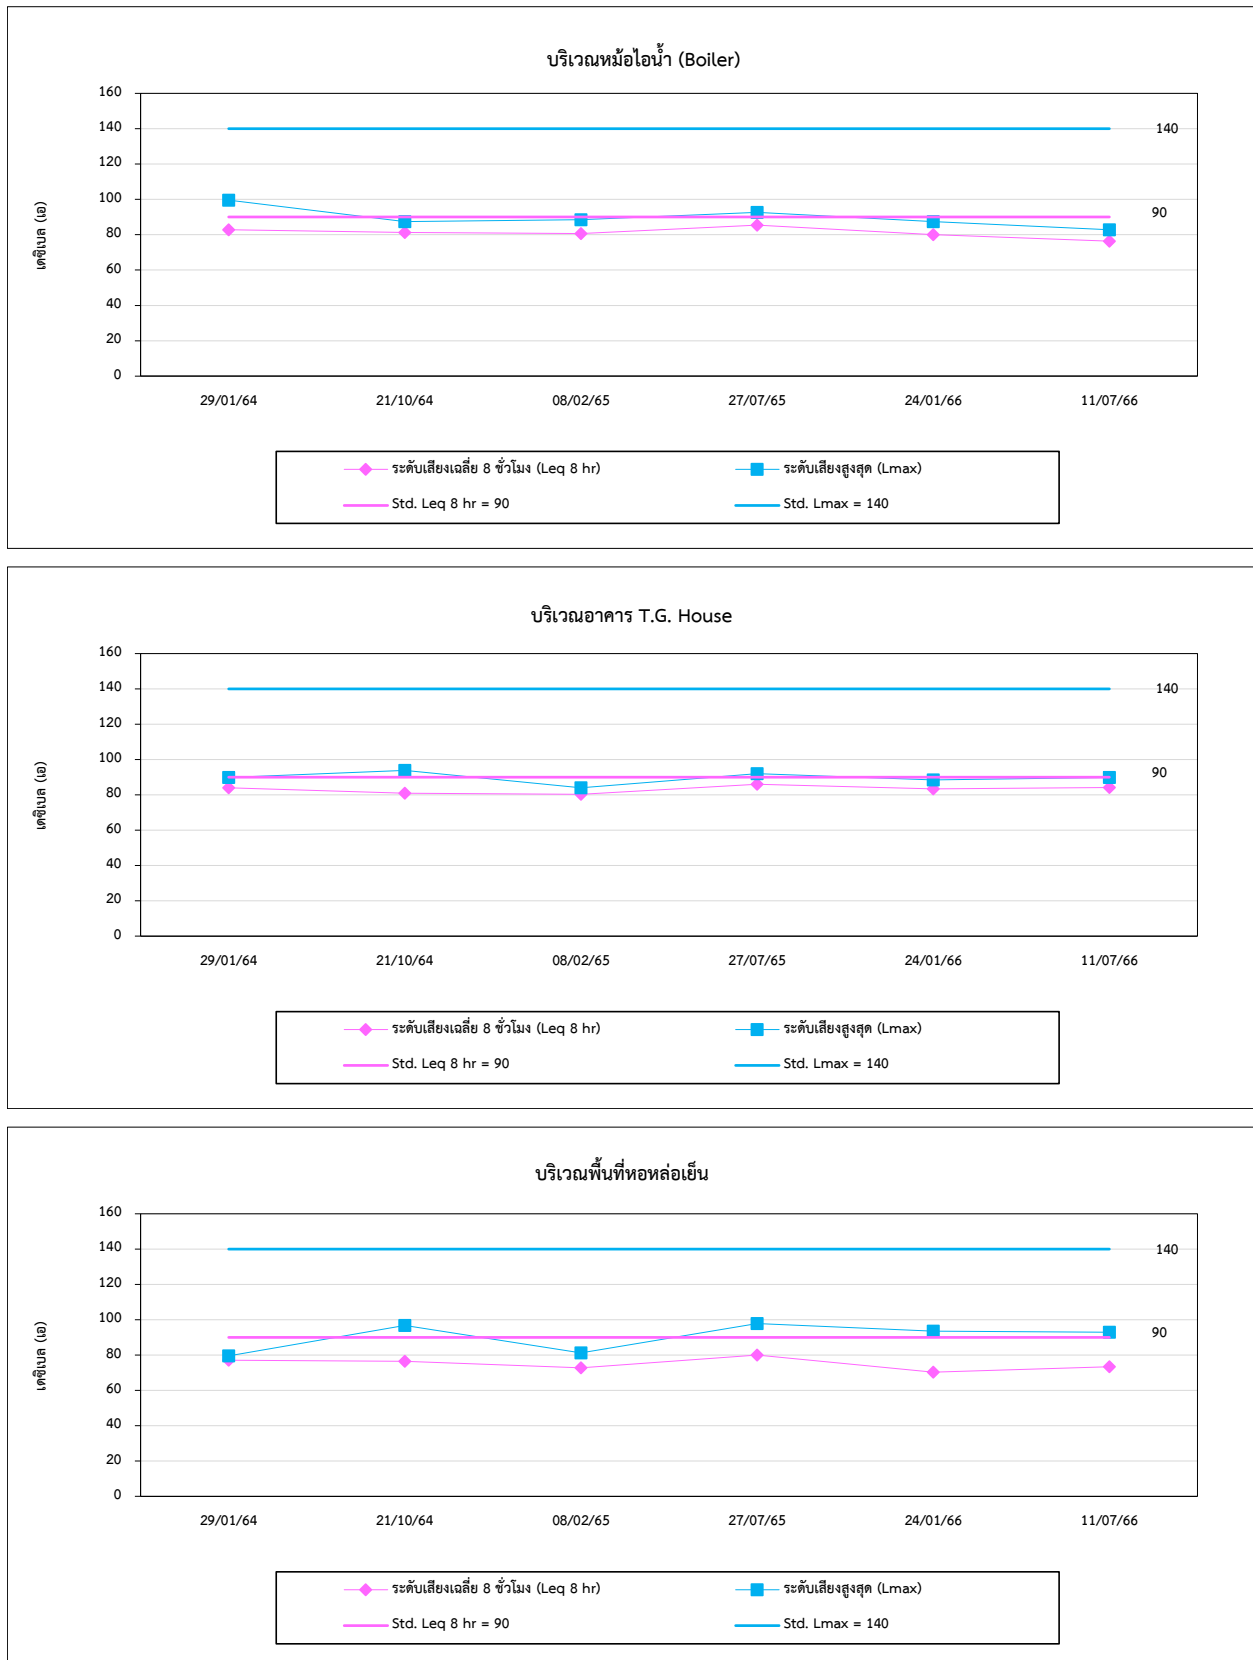 บริเวณหม้อไอน้ำ (Boiler)
160
140
120
100
80
60
40
20
0
เดซิเบล (เอ)
140
90
29/01/64 21/10/64 08/02/65 27/07/65 24/01/66 11/07/66
ระดับเสียงเฉลี่ย 8 ชั่วโมง (Leq 8 hr) ระดับเสียงสูงสุด (Lmax)
Std. Leq 8 hr = 90 Std. Lmax = 140
บริเวณอาคาร T.G. House
160
140
120
100
80
60
40
20
0
เดซิเบล (เอ)
140
90
29/01/64 21/10/64 08/02/65 27/07/65 24/01/66 11/07/66
ระดับเสียงเฉลี่ย 8 ชั่วโมง (Leq 8 hr) ระดับเสียงสูงสุด (Lmax)
Std. Leq 8 hr = 90 Std. Lmax = 140
บริเวณพื้นที่หอหล่อเย็น
160
140
120
100
80
60
40
20
0
เดซิเบล (เอ)
140
90
29/01/64 21/10/64 08/02/65 27/07/65 24/01/66 11/07/66
ระดับเสียงเฉลี่ย 8 ชั่วโมง (Leq 8 hr) ระดับเสียงสูงสุด (Lmax)
Std. Leq 8 hr = 90 Std. Lmax = 140